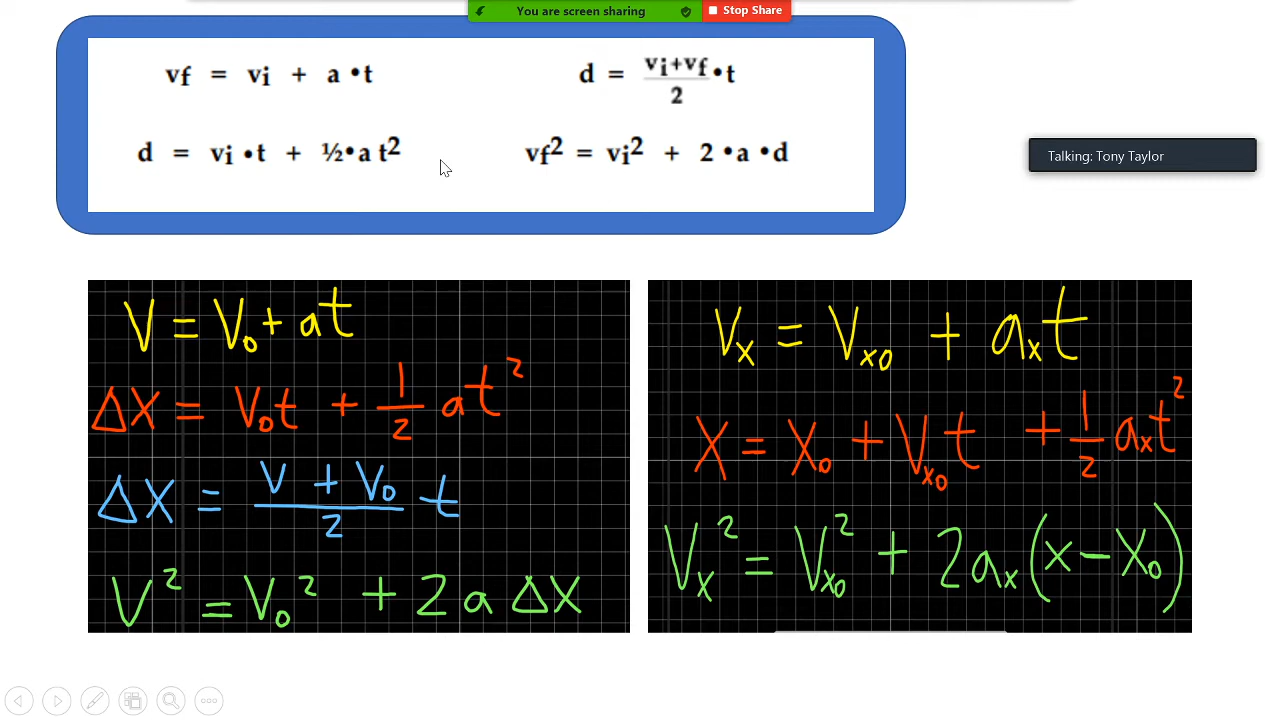 You are screen sharing Stop Share
vf = vi + a •t
d = vi+vf/2 •t
d = vi •t + ½•a t²
vf² = vi² + 2 •a •d
Talking: Tony Taylor
V = V₀ + at
ΔX = V₀t + 1/2 at²
ΔX = V + V₀/2 t
V² = V₀² + 2a ΔX
Vx = Vx₀ + axt
X = X₀ + Vx₀t + 1/2 axt²
Vx² = Vx₀² + 2ax(x − x₀)